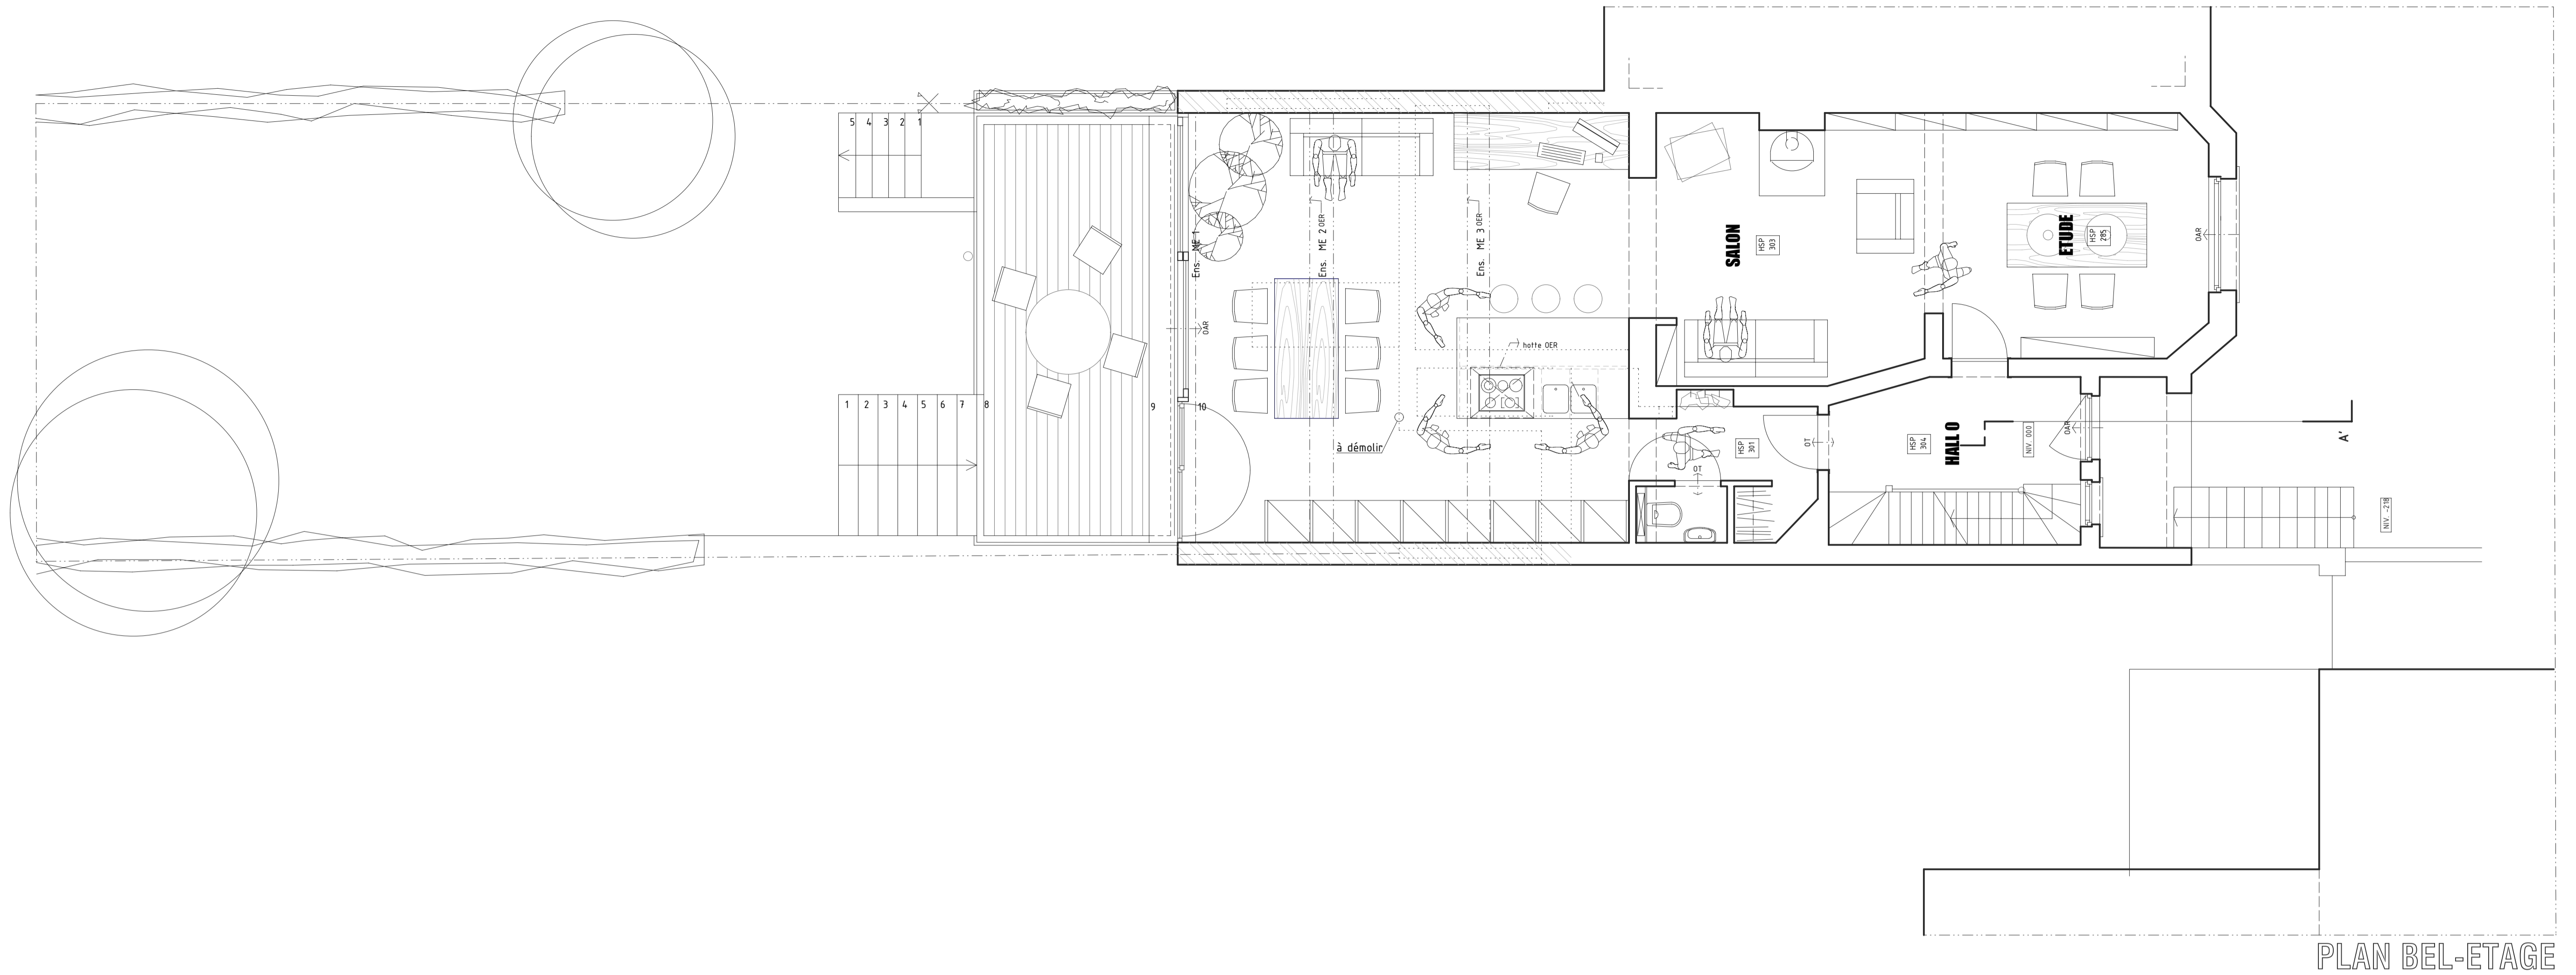 5 4 3 2 1
1 2 3 4 5 6 7 8
9
10
Ens. ME 1
OAR
Ens. ME 2 OER
Ens. ME 3 OER
hotte OER
à démolir
SALON
HSP
303
ETUDE
HSP
285
OAR
HSP
301
OT
OT
HSP
304
HALL O
NIV. 000
OAR
A'
NIV. -218
PLAN BEL-ETAGE